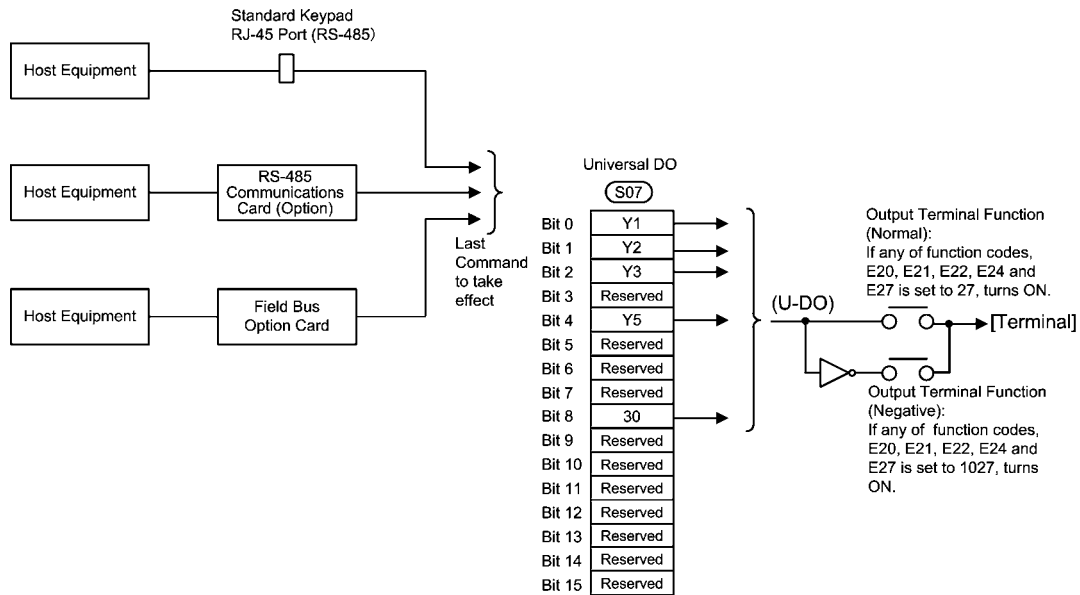 Standard Keypad
RJ-45 Port (RS-485)
Host Equipment
Host Equipment
RS-485
Communications
Card (Option)
Host Equipment
Field Bus
Option Card
Last
Command
to take
effect
Universal DO
S07
Bit 0 Y1
Bit 1 Y2
Bit 2 Y3
Bit 3 Reserved
Bit 4 Y5
Bit 5 Reserved
Bit 6 Reserved
Bit 7 Reserved
Bit 8 30
Bit 9 Reserved
Bit 10 Reserved
Bit 11 Reserved
Bit 12 Reserved
Bit 13 Reserved
Bit 14 Reserved
Bit 15 Reserved
(U-DO)
Output Terminal Function
(Normal):
If any of function codes,
E20, E21, E22, E24 and
E27 is set to 27, turns ON.
[Terminal]
Output Terminal Function
(Negative):
If any of function codes,
E20, E21, E22, E24 and
E27 is set to 1027, turns
ON.